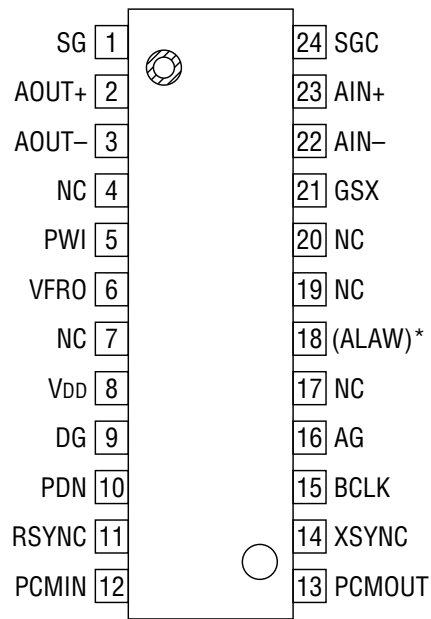 SG 1 24 SGC
AOUT+ 2 23 AIN+
AOUT– 3 22 AIN–
NC 4 21 GSX
PWI 5 20 NC
VFRO 6 19 NC
NC 7 18 (ALAW)*
VDD 8 17 NC
DG 9 16 AG
PDN 10 15 BCLK
RSYNC 11 14 XSYNC
PCMIN 12 13 PCMOUT